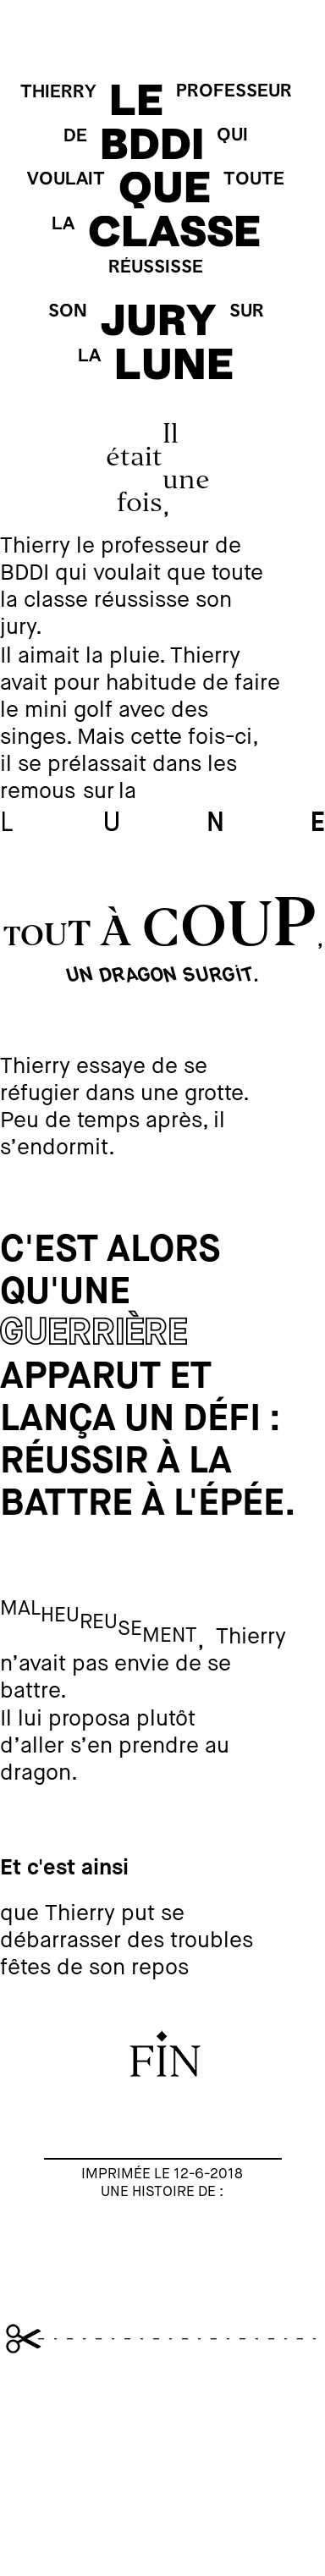 THIERRY LE PROFESSEUR
DE BDDI QUI
VOULAIT QUE TOUTE
LA CLASSE
RÉUSSISSE
SON JURY SUR
LA LUNE
Il
était
une
fois,
Thierry le professeur de
BDDI qui voulait que toute
la classe réussisse son
jury.
Il aimait la pluie. Thierry
avait pour habitude de faire
le mini golf avec des
singes. Mais cette fois-ci,
il se prélassait dans les
remous sur la
L U N E
TOUT À COUP,
UN DRAGON SURGiT.
Thierry essaye de se
réfugier dans une grotte.
Peu de temps après, il
s’endormit.
C'EST ALORS
QU'UNE
GUERRIÈRE
APPARUT ET
LANÇA UN DÉFI :
RÉUSSIR À LA
BATTRE À L'ÉPÉE.
MALHEUREUSEMENT, Thierry
n’avait pas envie de se
battre.
Il lui proposa plutôt
d’aller s’en prendre au
dragon.
Et c'est ainsi
que Thierry put se
débarrasser des troubles
fêtes de son repos
FIN
IMPRIMÉE LE 12-6-2018
UNE HISTOIRE DE :